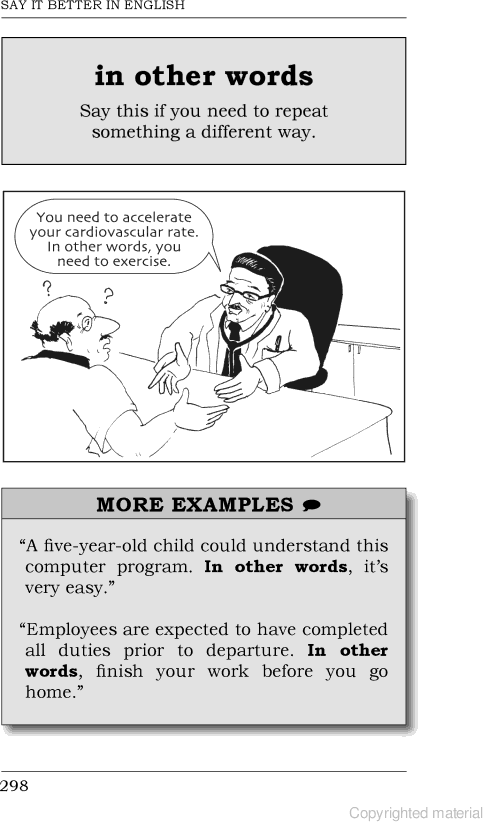 SAY IT BETTER IN ENGLISH
in other words
Say this if you need to repeat
something a different way.
You need to accelerate
your cardiovascular rate.
In other words, you
need to exercise.
? ?
MORE EXAMPLES
“A five-year-old child could understand this
computer program. In other words, it’s
very easy.”
“Employees are expected to have completed
all duties prior to departure. In other
words, finish your work before you go
home.”
298
Copyrighted material